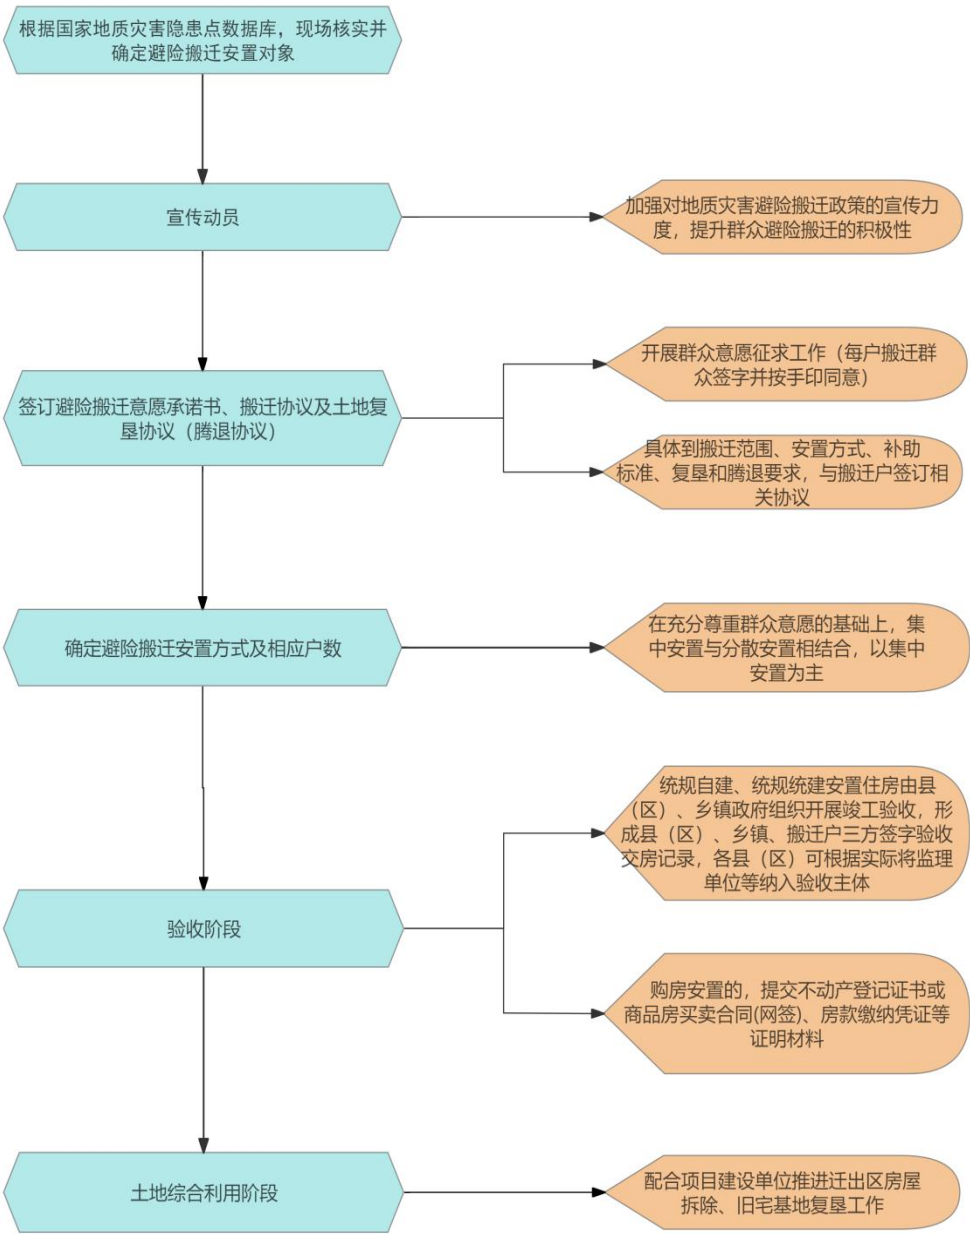 根据国家地质灾害隐患点数据库，现场核实并
确定避险搬迁安置对象
宣传动员
加强对地质灾害避险搬迁政策的宣传力
度，提升群众避险搬迁的积极性
签订避险搬迁意愿承诺书、搬迁协议及土地复
垦协议（腾退协议）
开展群众意愿征求工作（每户搬迁群
众签字并按手印同意）
具体到搬迁范围、安置方式、补助
标准、复垦和腾退要求，与搬迁户签订相
关协议
确定避险搬迁安置方式及相应户数
在充分尊重群众意愿的基础上，集
中安置与分散安置相结合，以集中
安置为主
验收阶段
统规自建、统规统建安置住房由县
（区）、乡镇政府组织开展竣工验收，形
成县（区）、乡镇、搬迁户三方签字验收
交房记录，各县（区）可根据实际将监理
单位等纳入验收主体
购房安置的，提交不动产登记证书或
商品房买卖合同(网签)、房款缴纳凭证等
证明材料
土地综合利用阶段
配合项目建设单位推进迁出区房屋
拆除、旧宅基地复垦工作